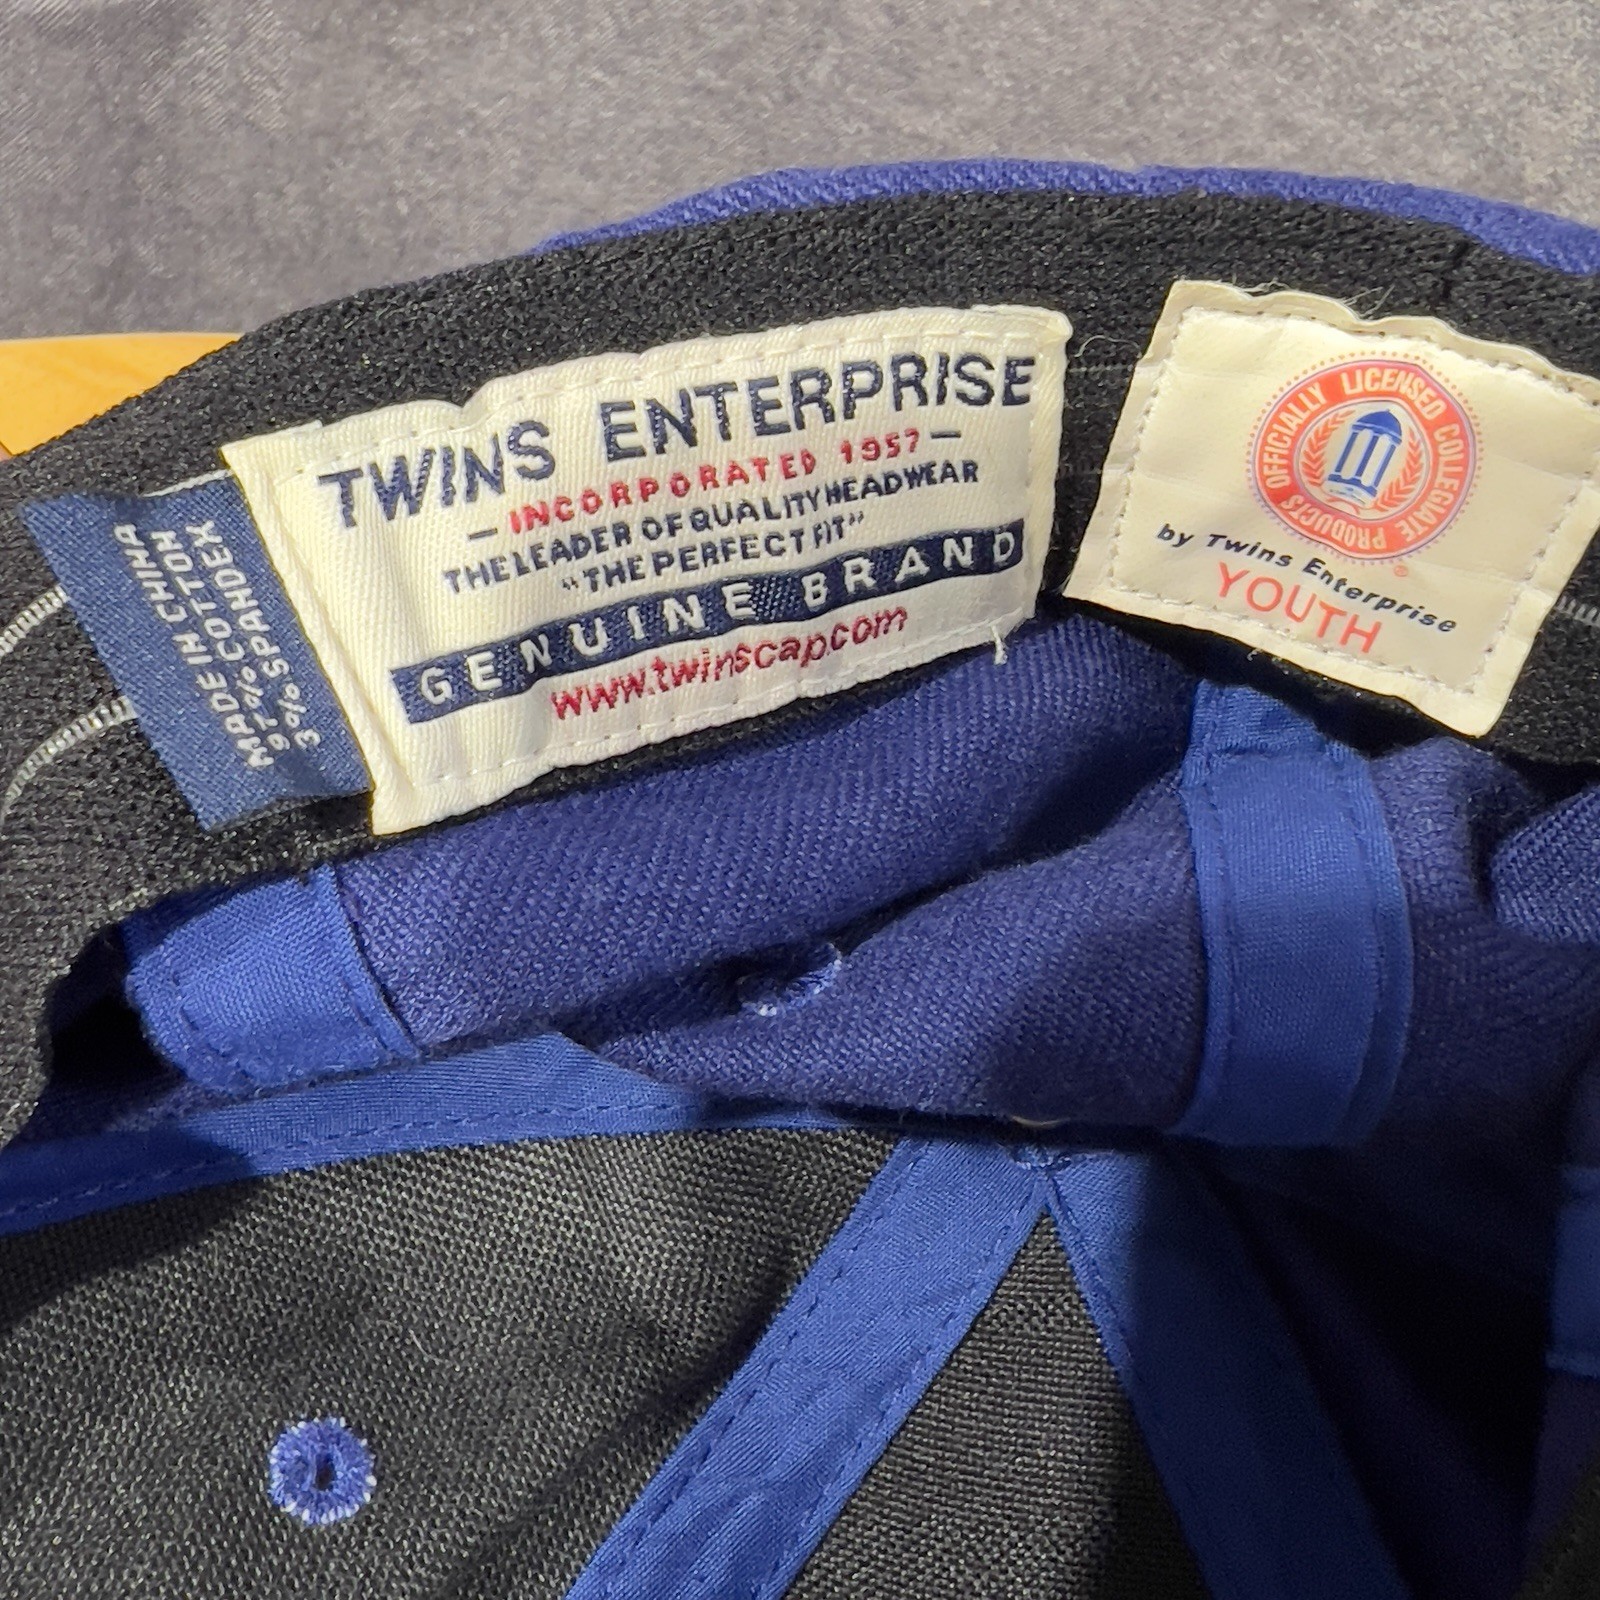 TWINS ENTERPRISE
— INCORPORATED 1957 —
THE LEADER OF QUALITY HEADWEAR
"THE PERFECT FIT"
GENUINE BRAND
www.twinscap.com
MADE IN CHINA
97% COTTON
3% SPANDEX
OFFICIALLY LICENSED COLLEGIATE PRODUCTS
®
by Twins Enterprise
YOUTH